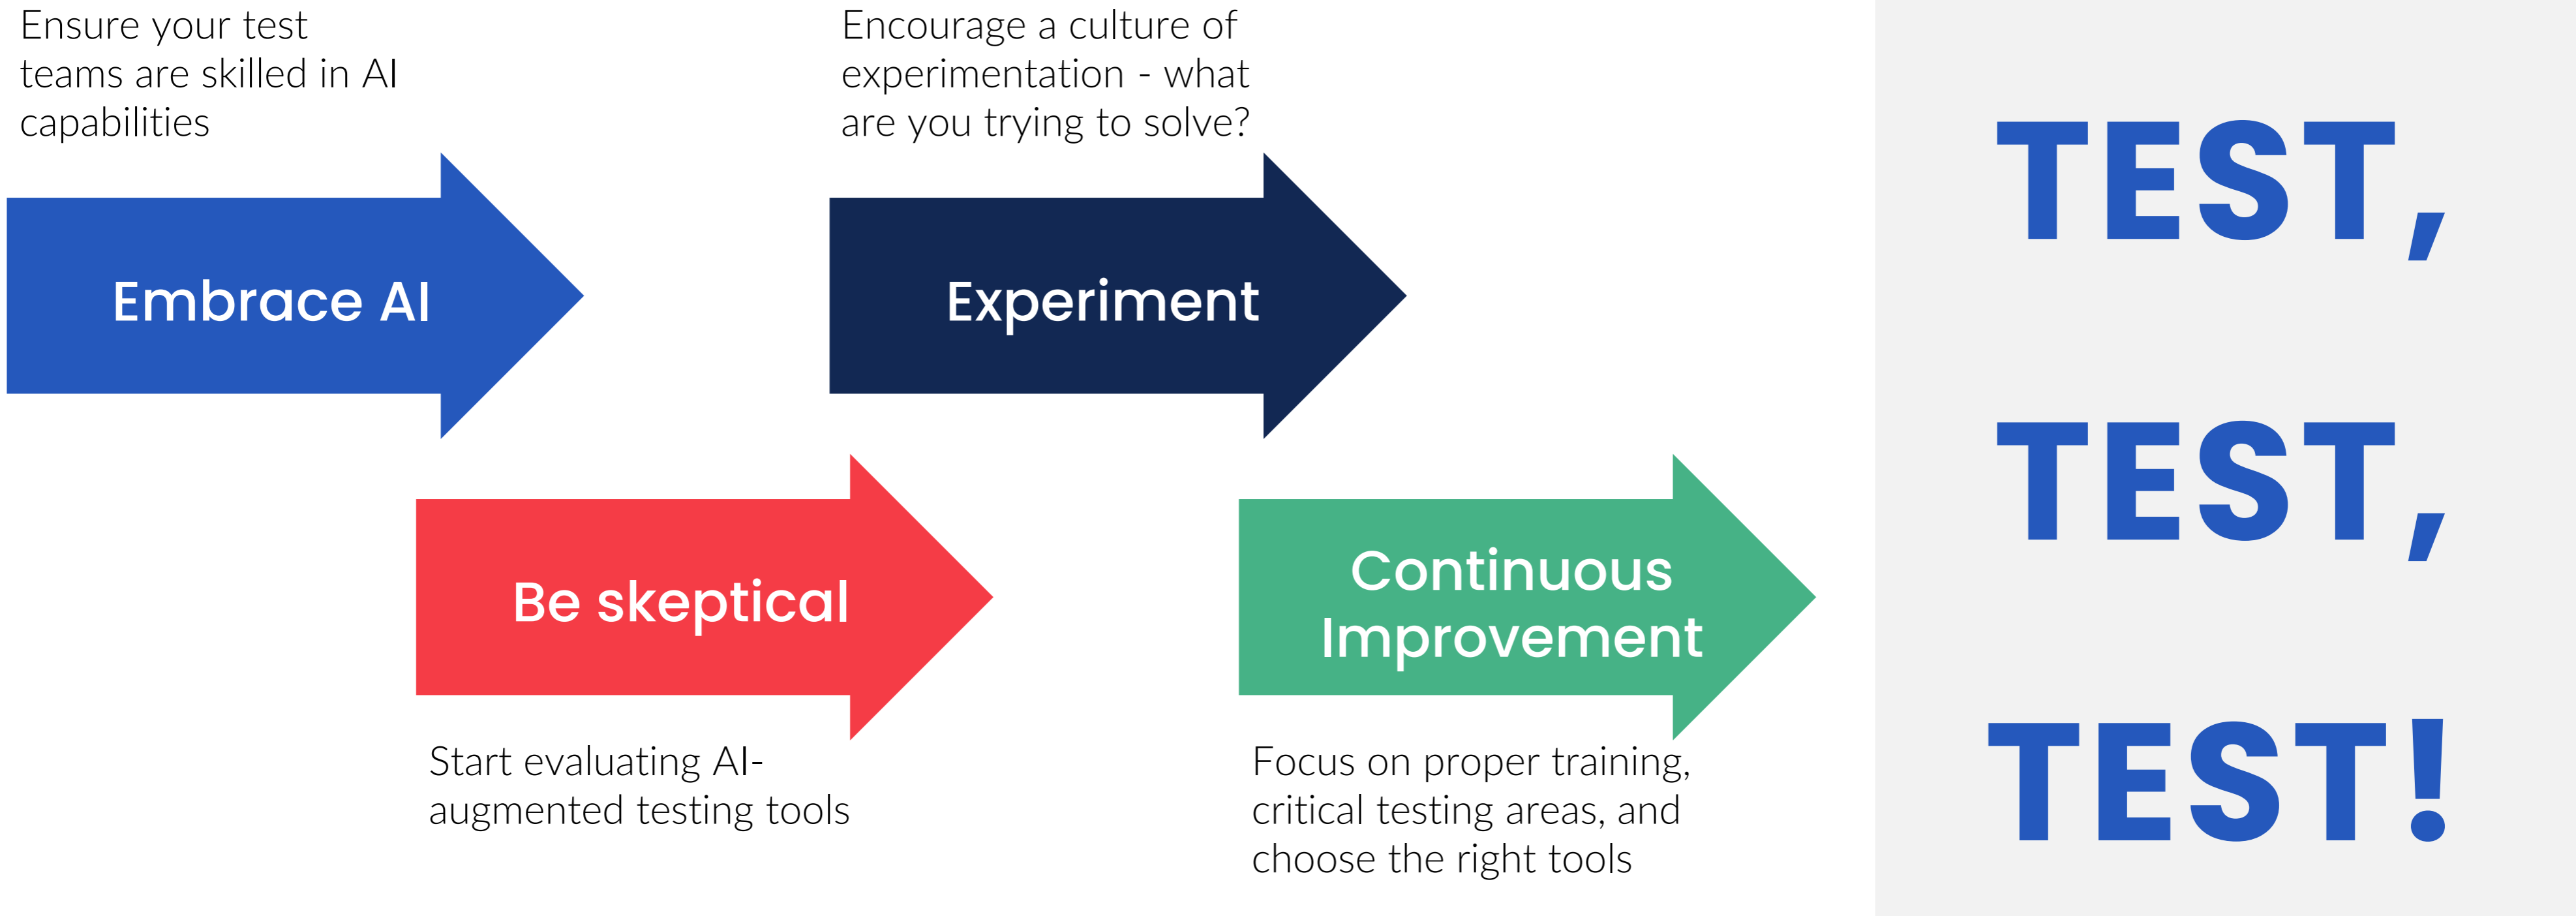 Ensure your test
teams are skilled in AI
capabilities
Embrace AI
Be skeptical
Start evaluating AI-
augmented testing tools
Encourage a culture of
experimentation - what
are you trying to solve?
Experiment
Continuous
Improvement
Focus on proper training,
critical testing areas, and
choose the right tools
TEST,
TEST,
TEST!